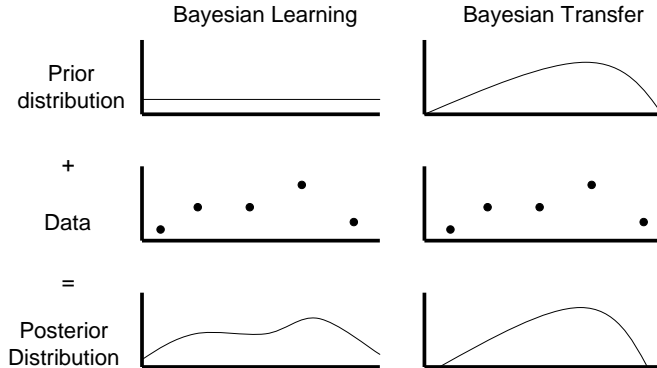 Bayesian Learning
Bayesian Transfer
Prior
distribution
+
Data
=
Posterior
Distribution